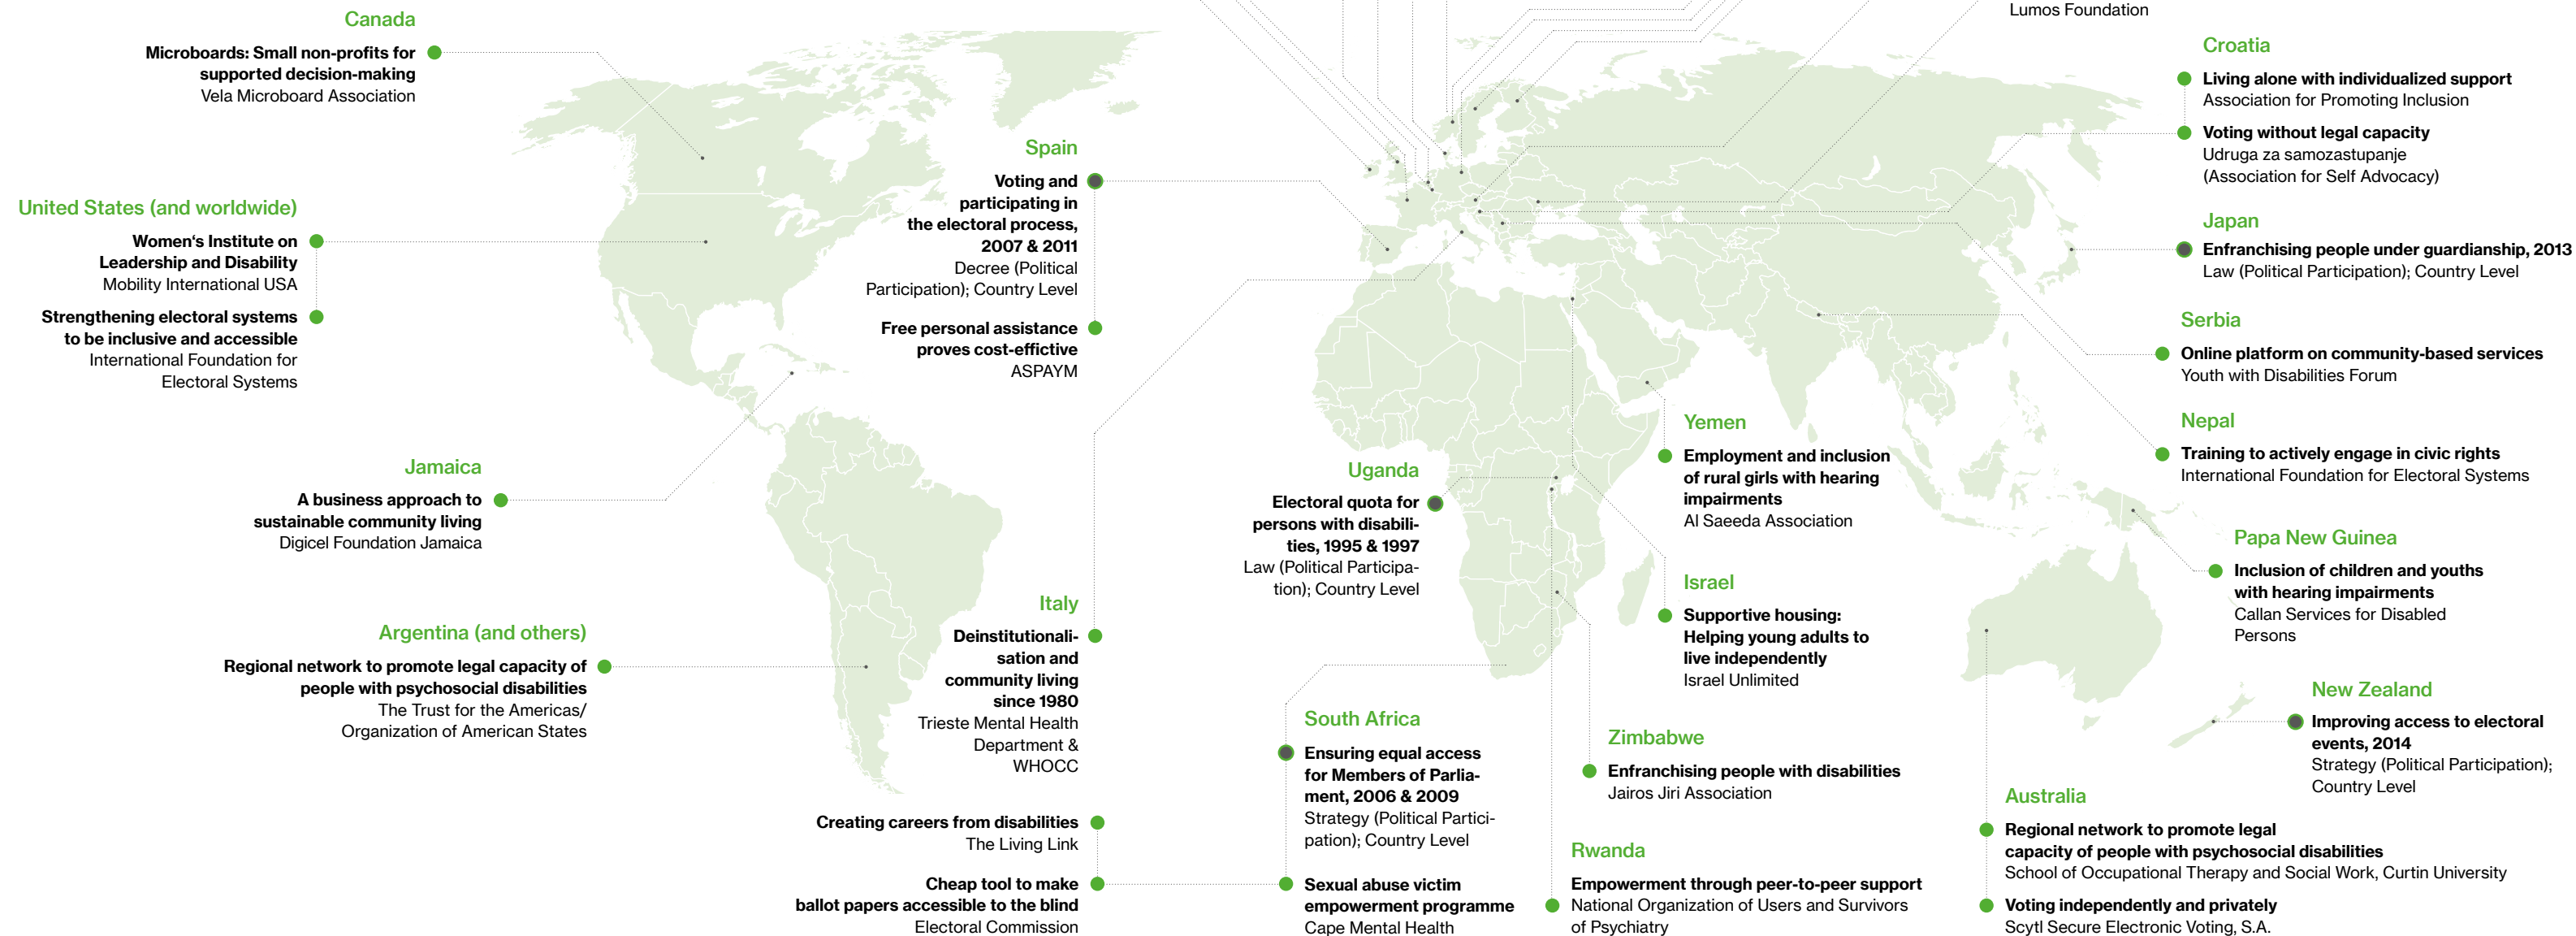 Canada
Microboards: Small non-profits for
supported decision-making
Vela Microboard Association
United States (and worldwide)
Women‘s Institute on
Leadership and Disability
Mobility International USA
Strengthening electoral systems
to be inclusive and accessible
International Foundation for
Electoral Systems
Jamaica
A business approach to
sustainable community living
Digicel Foundation Jamaica
Argentina (and others)
Regional network to promote legal capacity of
people with psychosocial disabilities
The Trust for the Americas/
Organization of American States
Spain
Voting and
participating in
the electoral process,
2007 & 2011
Decree (Political
Participation); Country Level
Free personal assistance
proves cost-effictive
ASPAYM
Italy
Deinstitutionali-
sation and
community living
since 1980
Trieste Mental Health
Department &
WHOCC
Creating careers from disabilities
The Living Link
Cheap tool to make
ballot papers accessible to the blind
Electoral Commission
Uganda
Electoral quota for
persons with disabili-
ties, 1995 & 1997
Law (Political Participa-
tion); Country Level
South Africa
Ensuring equal access
for Members of Parlia-
ment, 2006 & 2009
Strategy (Political Partici-
pation); Country Level
Sexual abuse victim
empowerment programme
Cape Mental Health
Yemen
Employment and inclusion
of rural girls with hearing
impairments
Al Saeeda Association
Israel
Supportive housing:
Helping young adults to
live independently
Israel Unlimited
Zimbabwe
Enfranchising people with disabilities
Jairos Jiri Association
Rwanda
Empowerment through peer-to-peer support
National Organization of Users and Survivors
of Psychiatry
Lumos Foundation
Croatia
Living alone with individualized support
Association for Promoting Inclusion
Voting without legal capacity
Udruga za samozastupanje
(Association for Self Advocacy)
Japan
Enfranchising people under guardianship, 2013
Law (Political Participation); Country Level
Serbia
Online platform on community-based services
Youth with Disabilities Forum
Nepal
Training to actively engage in civic rights
International Foundation for Electoral Systems
Papa New Guinea
Inclusion of children and youths
with hearing impairments
Callan Services for Disabled
Persons
New Zealand
Improving access to electoral
events, 2014
Strategy (Political Participation);
Country Level
Australia
Regional network to promote legal
capacity of people with psychosocial disabilities
School of Occupational Therapy and Social Work, Curtin University
Voting independently and privately
Scytl Secure Electronic Voting, S.A.